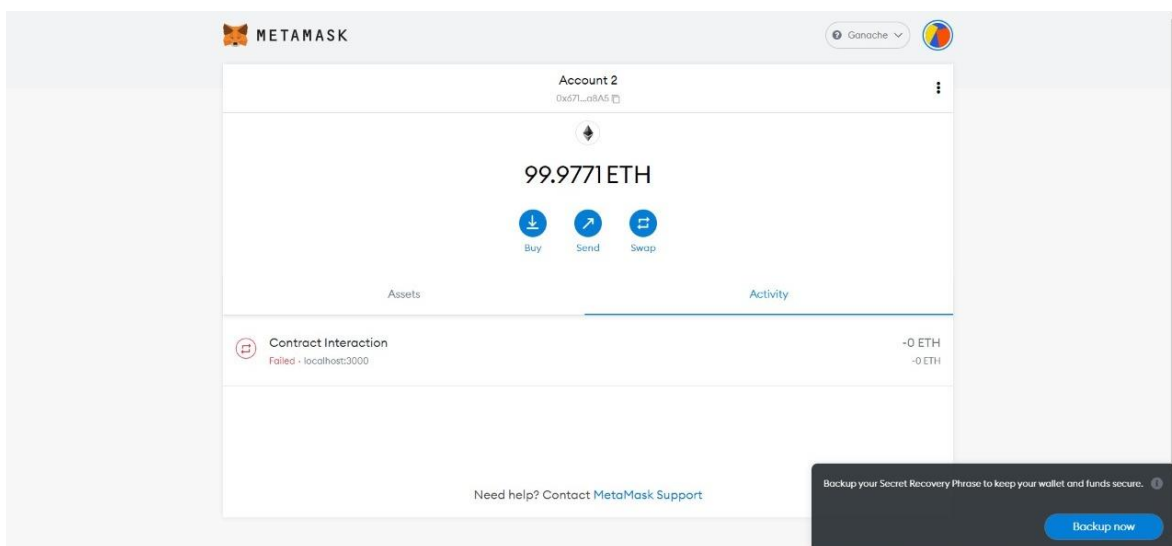 METAMASK
Ganache
Account 2
0x671...a8A5
99.9771 ETH
Buy Send Swap
Assets Activity
Contract Interaction -0 ETH
Failed · localhost:3000 -0 ETH
Need help? Contact MetaMask Support
Backup your Secret Recovery Phrase to keep your wallet and funds secure.
Backup now